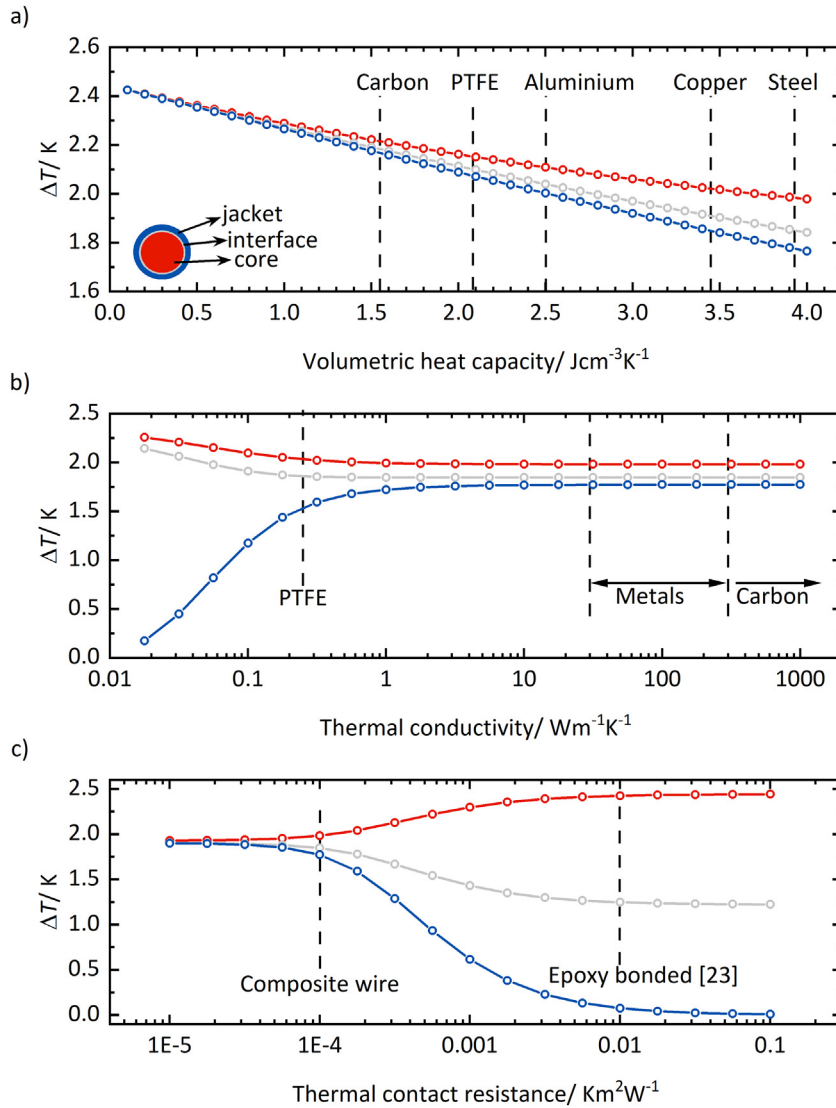 a)
2.6
2.4
2.2
2.0
1.8
1.6
ΔT/ K
Carbon PTFE Aluminium Copper Steel
jacket
interface
core
0.0 0.5 1.0 1.5 2.0 2.5 3.0 3.5 4.0
Volumetric heat capacity/ Jcm⁻³K⁻¹
b)
2.5
2.0
1.5
1.0
0.5
0.0
ΔT/ K
PTFE
Metals Carbon
0.01 0.1 1 10 100 1000
Thermal conductivity/ Wm⁻¹K⁻¹
c)
2.5
2.0
1.5
1.0
0.5
0.0
ΔT/ K
Composite wire
Epoxy bonded [23]
1E-5 1E-4 0.001 0.01 0.1
Thermal contact resistance/ Km²W⁻¹